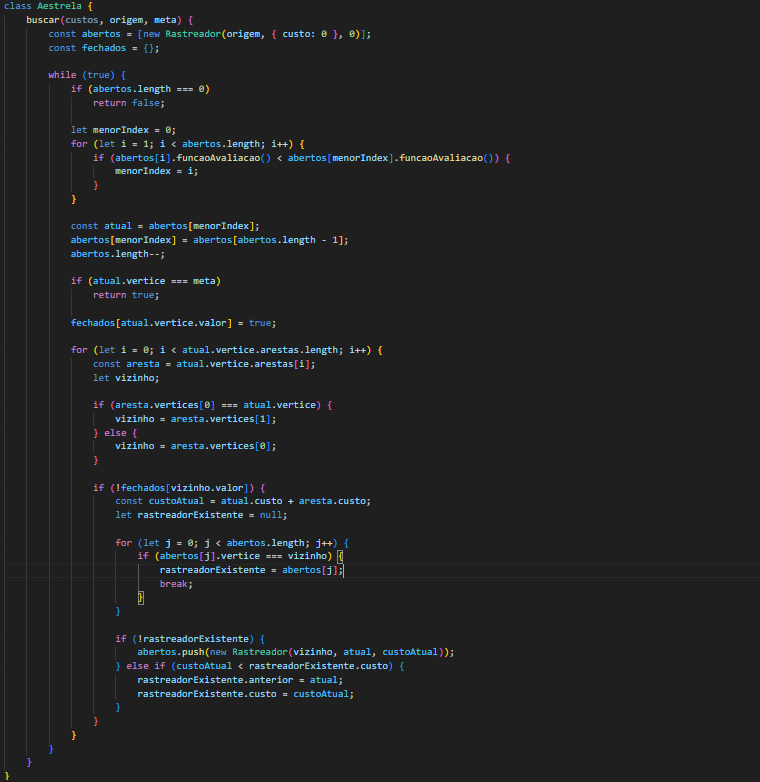 class Aestrela {
buscar(custos, origem, meta) {
const abertos = [new Rastreador(origem, { custo: 0 }, 0)];
const fechados = {};
while (true) {
if (abertos.length === 0)
return false;
let menorIndex = 0;
for (let i = 1; i < abertos.length; i++) {
if (abertos[i].funcaoAvaliacao() < abertos[menorIndex].funcaoAvaliacao()) {
menorIndex = i;
}
}
const atual = abertos[menorIndex];
abertos[menorIndex] = abertos[abertos.length - 1];
abertos.length--;
if (atual.vertice === meta)
return true;
fechados[atual.vertice.valor] = true;
for (let i = 0; i < atual.vertice.arestas.length; i++) {
const aresta = atual.vertice.arestas[i];
let vizinho;
if (aresta.vertices[0] === atual.vertice) {
vizinho = aresta.vertices[1];
} else {
vizinho = aresta.vertices[0];
}
if (!fechados[vizinho.valor]) {
const custoAtual = atual.custo + aresta.custo;
let rastreadorExistente = null;
for (let j = 0; j < abertos.length; j++) {
if (abertos[j].vertice === vizinho) {
rastreadorExistente = abertos[j];
break;
}
}
if (!rastreadorExistente) {
abertos.push(new Rastreador(vizinho, atual, custoAtual));
} else if (custoAtual < rastreadorExistente.custo) {
rastreadorExistente.anterior = atual;
rastreadorExistente.custo = custoAtual;
}
}
}
}
}
}